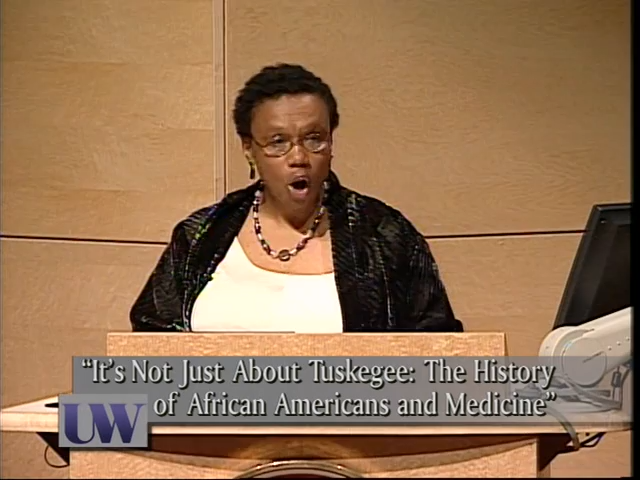 “It's Not Just About Tuskegee: The History
of African Americans and Medicine”
UW